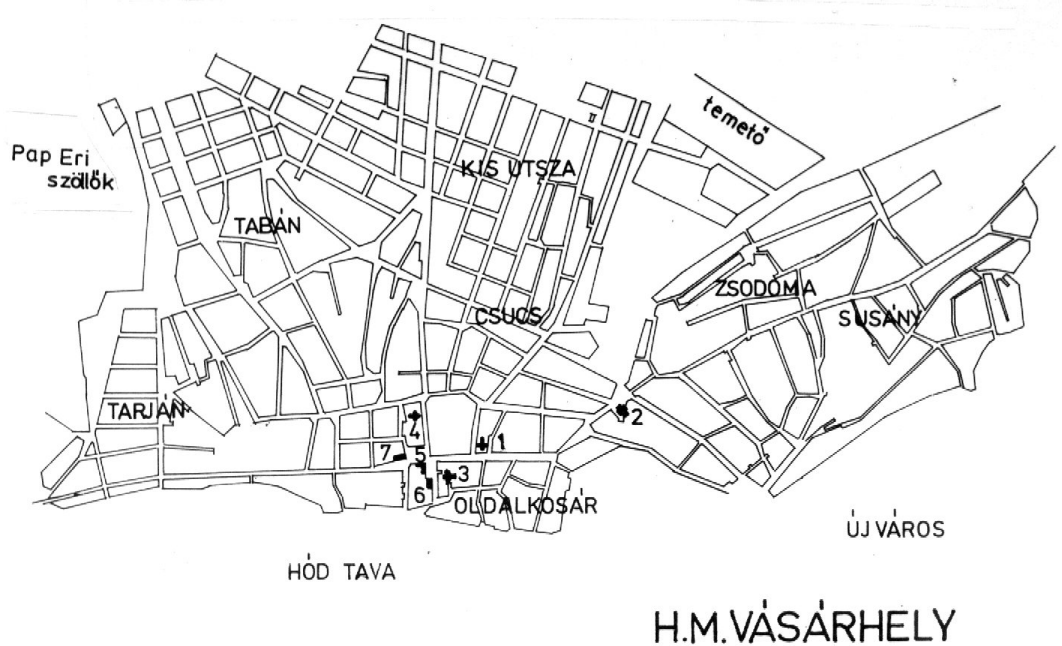 temető
Pap Eri
szöllők
KIS UTSZA
TABÁN
ZSODOMA
CSUCS
SUSÁNY
TARJÁN
4
2
1
7
5
3
6
OLDALKOSÁR
ÚJ VÁROS
HÓD TAVA
H.M.VÁSÁRHELY